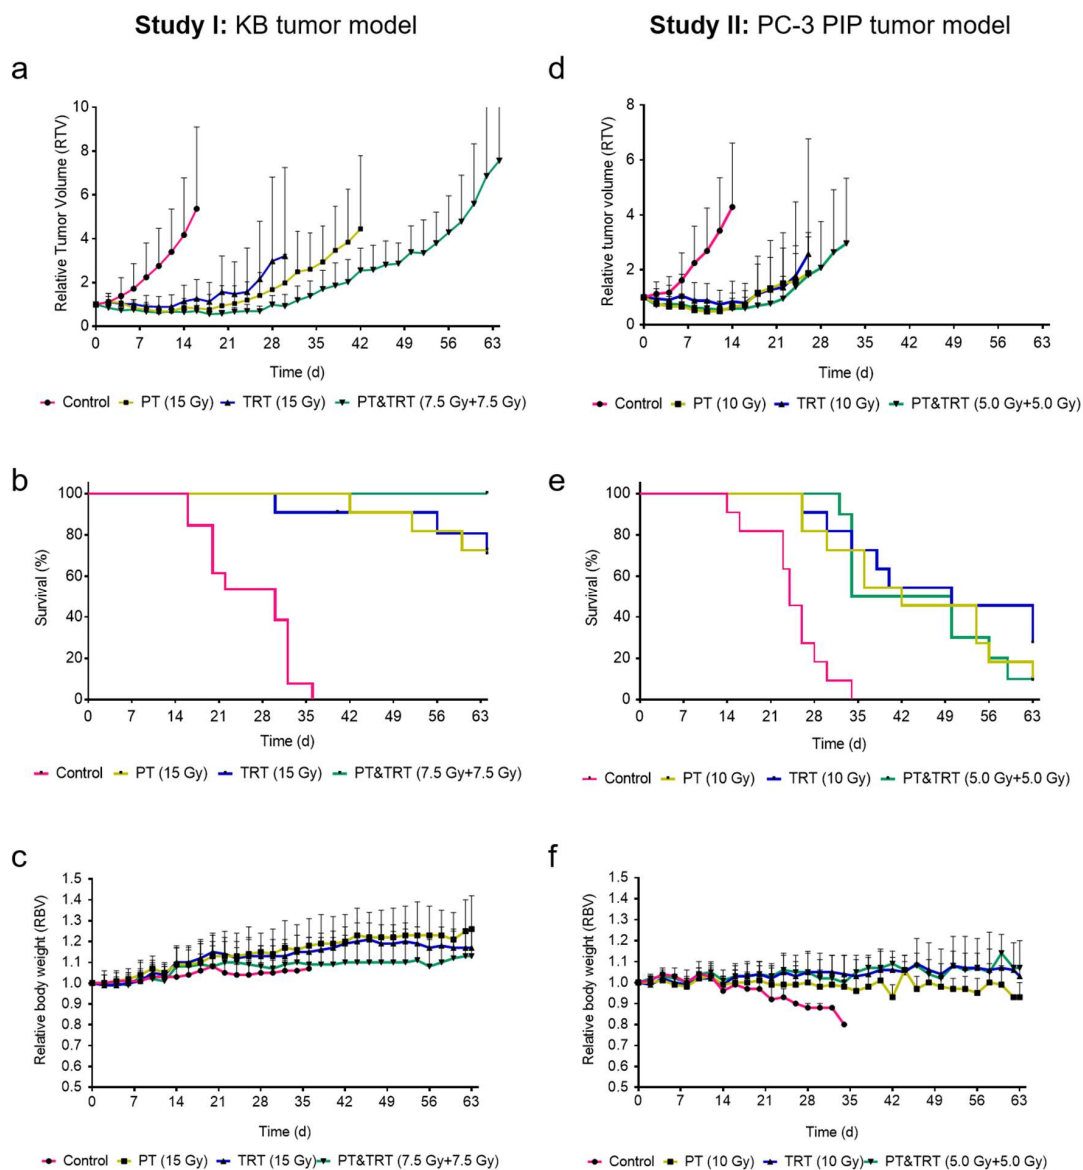 Study I: KB tumor model
Study II: PC-3 PIP tumor model
a
10
8
6
4
2
0
Relative Tumor Volume (RTV)
0 7 14 21 28 35 42 49 56 63
Time (d)
Control PT (15 Gy) TRT (15 Gy) PT&TRT (7.5 Gy+7.5 Gy)
d
8
6
4
2
0
Relative Tumor volume (RTV)
0 7 14 21 28 35 42 49 56 63
Time (d)
Control PT (10 Gy) TRT (10 Gy) PT&TRT (5.0 Gy+5.0 Gy)
b
100
80
60
40
20
0
Survival (%)
0 7 14 21 28 35 42 49 56 63
Time (d)
Control PT (15 Gy) TRT (15 Gy) PT&TRT (7.5 Gy+7.5 Gy)
e
100
80
60
40
20
0
Survival (%)
0 7 14 21 28 35 42 49 56 63
Time (d)
Control PT (10 Gy) TRT (10 Gy) PT&TRT (5.0 Gy+5.0 Gy)
c
1.5
1.4
1.3
1.2
1.1
1.0
0.9
0.8
0.7
0.6
0.5
Relative body weight (RBV)
0 7 14 21 28 35 42 49 56 63
Time (d)
Control PT (15 Gy) TRT (15 Gy) PT&TRT (7.5 Gy+7.5 Gy)
f
1.5
1.4
1.3
1.2
1.1
1.0
0.9
0.8
0.7
0.6
0.5
Relative body weight (RBV)
0 7 14 21 28 35 42 49 56 63
Time (d)
Control PT (10 Gy) TRT (10 Gy) PT&TRT (5.0 Gy+5.0 Gy)